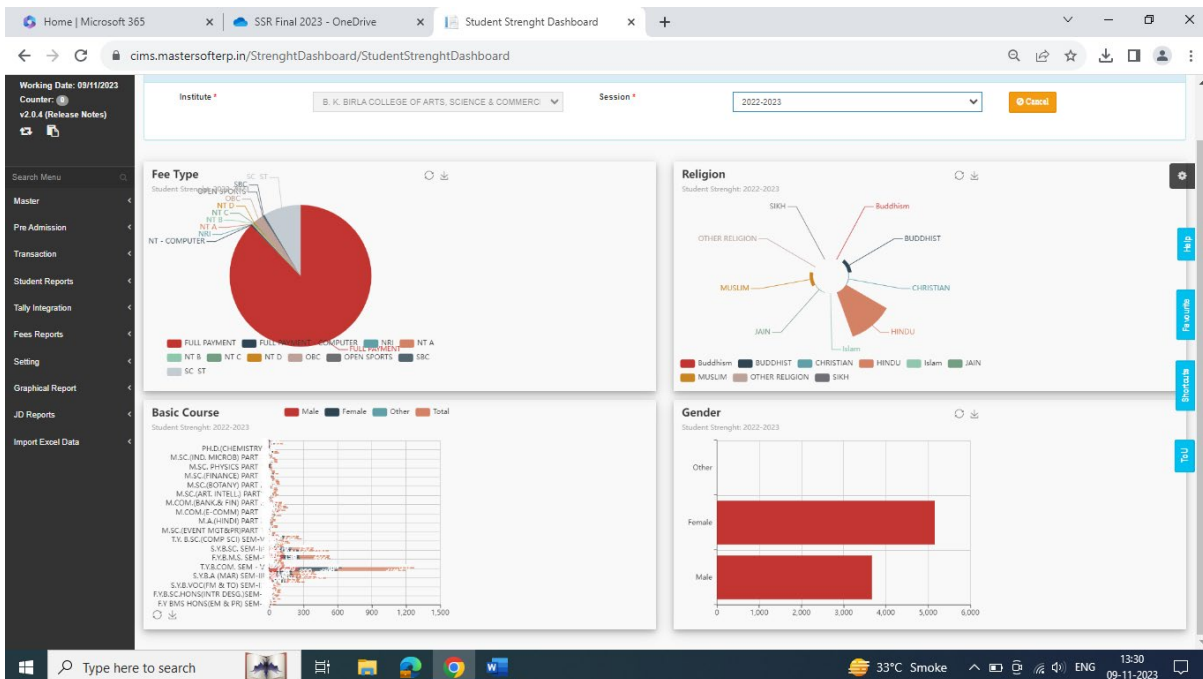 Home | Microsoft 365
SSR Final 2023 - OneDrive
Student Strenght Dashboard
cims.mastersofterp.in/StrenghtDashboard/StudentStrenghtDashboard
Working Date: 09/11/2023
Counter: 0
v2.0.4 (Release Notes)
Search Menu
Master
Pre Admission
Transaction
Student Reports
Tally Integration
Fees Reports
Setting
Graphical Report
JD Reports
Import Excel Data
Institute *
B. K. BIRLA COLLEGE OF ARTS, SCIENCE & COMMERC
Session *
2022-2023
Cancel
Fee Type
Student Strenght: 2022-2023
SC ST
SBC
OPEN SPORTS
OBC
NT D
NT C
NT B
NT A
NRI
NT - COMPUTER
FULL PAYMENT
FULL PAYMENT FULL PAYMENT - COMPUTER NRI NT A
NT B NT C NT D OBC OPEN SPORTS SBC
SC ST
Religion
Student Strenght: 2022-2023
SIKH
Buddhism
OTHER RELIGION
BUDDHIST
MUSLIM
CHRISTIAN
JAIN
HINDU
Islam
Buddhism BUDDHIST CHRISTIAN HINDU Islam JAIN
MUSLIM OTHER RELIGION SIKH
Help
Favourite
Shortcuts
ToU
Basic Course
Male Female Other Total
Student Strenght: 2022-2023
PH.D.(CHEMISTRY
M.SC.(IND. MICROB) PART
M.SC. PHYSICS PART
M.SC.(FINANCE) PART
M.SC.(BOTANY) PART
M.SC.(ART. INTELL.) PART
M.COM.(BANK.& FIN) PART
M.COM.(E-COMM) PART
M.A.(HINDI) PART
M.SC.(EVENT MGT&PR)PART
T.Y. B.SC.(COMP SCI) SEM-V
S.Y.B.SC. SEM-I
F.Y.B.M.S. SEM-
T.Y.B.COM. SEM - V
S.Y.B.A (MAR) SEM-III
S.Y.B.VOC(FM & TO) SEM-I
F.Y.B.SC.HONS(INTR DESG.)SEM-
F.Y BMS HONS(EM & PR) SEM-
0 300 600 900 1,200 1,500
Gender
Student Strenght: 2022-2023
Other
Female
Male
0 1,000 2,000 3,000 4,000 5,000 6,000
Type here to search
33°C Smoke
ENG
13:30
09-11-2023